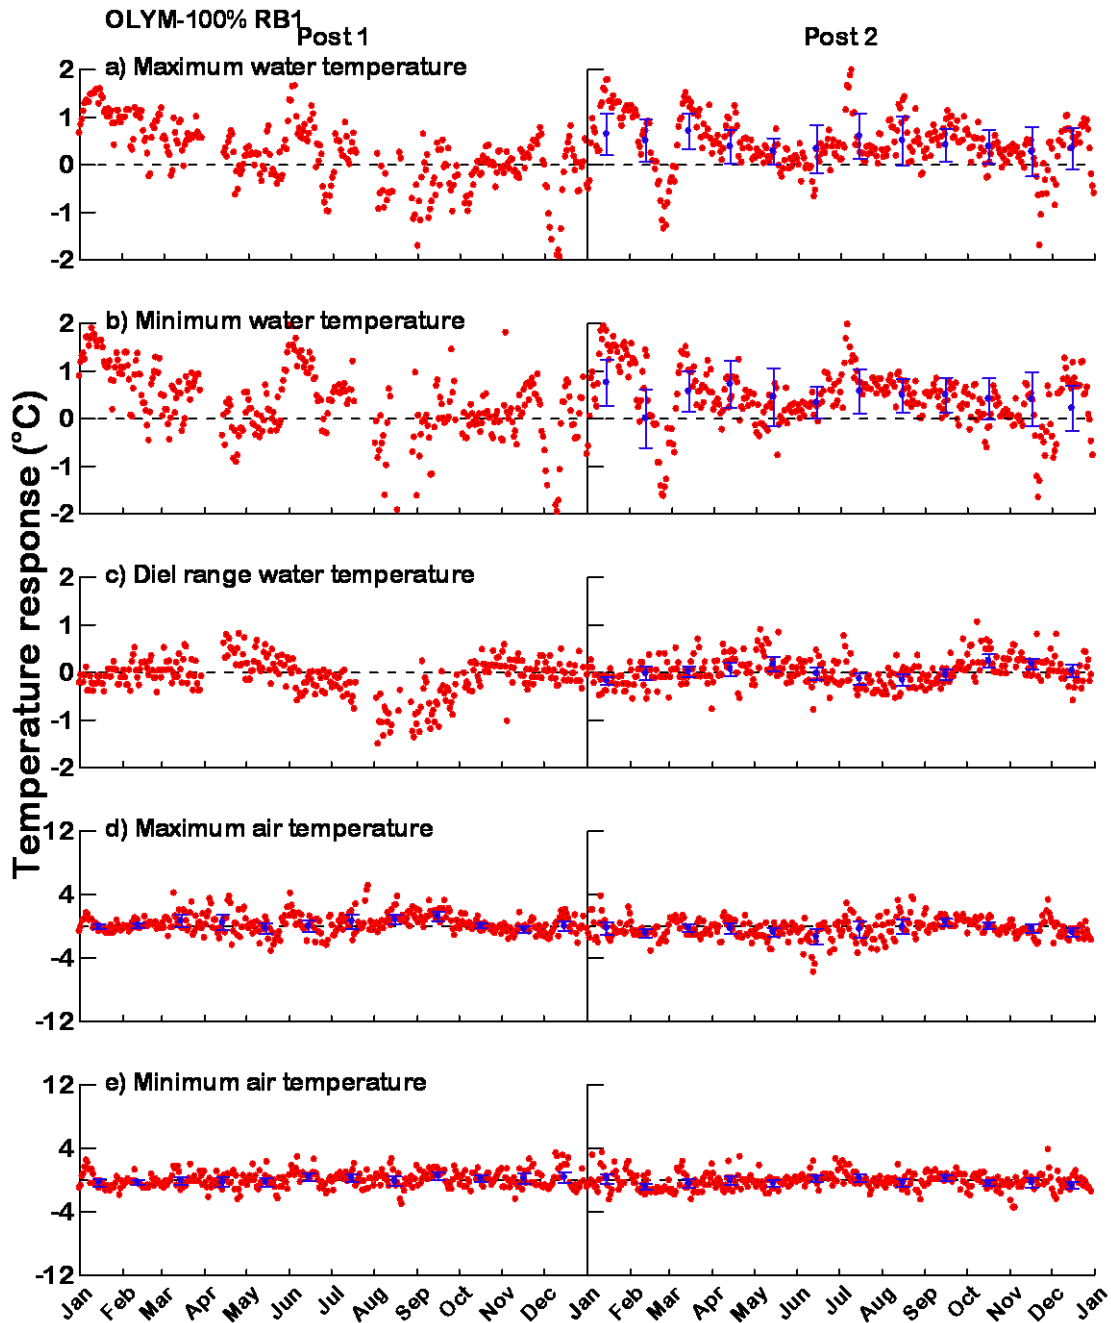 OLYM-100% RB1
Post 1
Post 2
a) Maximum water temperature
2
1
0
-1
-2
b) Minimum water temperature
2
1
0
-1
-2
c) Diel range water temperature
2
1
0
-1
-2
d) Maximum air temperature
12
4
-4
-12
e) Minimum air temperature
12
4
-4
-12
Temperature response (°C)
Jan Feb Mar Apr May Jun Jul Aug Sep Oct Nov Dec Jan Feb Mar Apr May Jun Jul Aug Sep Oct Nov Dec Jan